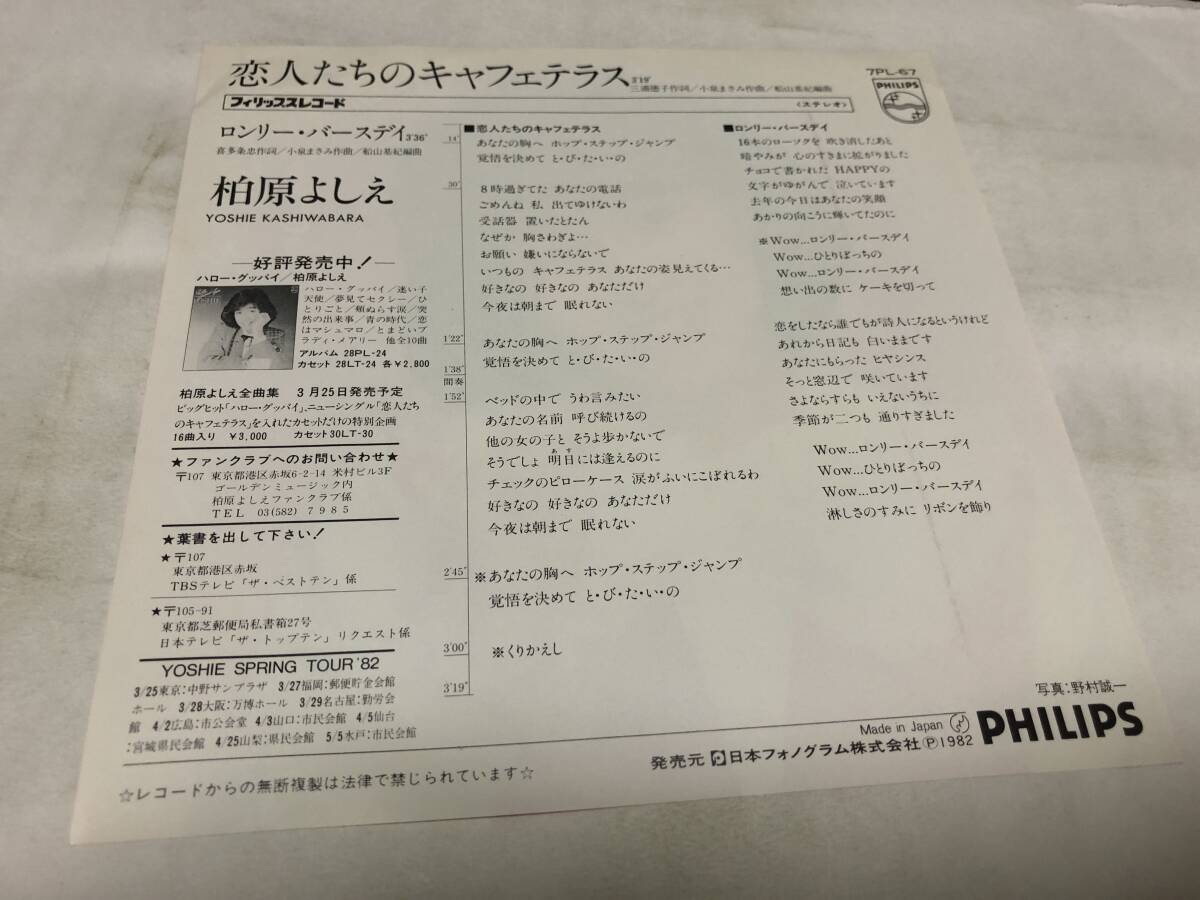 恋人たちのキャフェテラス 3'19"
三浦徳子作詞／小泉まさみ作曲／船山基紀編曲
7PL-67
PHILIPS
フィリップスレコード
〈ステレオ〉
ロンリー・バースデイ 3'36"
喜多条忠作詞／小泉まさみ作曲／船山基紀編曲
柏原よしえ
YOSHIE KASHIWABARA
—好評発売中！—
ハロー・グッバイ／柏原よしえ
ハロー・グッバイ／迷い子
天使／夢見てセクシー／ひ
とりごと／頬ぬらす涙／突
然の出来事／青の時代／恋
はマシュマロ／とまどいプ
ラディ・メアリー 他全10曲
アルバム 28PL-24
カセット 28LT-24 各￥2,800
柏原よしえ全曲集 3月25日発売予定
ビッグヒット「ハロー・グッバイ」、ニューシングル「恋人たち
のキャフェテラス」を入れたカセットだけの特別企画
16曲入り ￥3,000 カセット30LT-30
★ファンクラブへのお問い合わせ★
〒107 東京都港区赤坂6-2-14 米村ビル3F
ゴールデンミュージック内
柏原よしえファンクラブ係
TEL 03(582)7985
★葉書を出して下さい！
★〒107
東京都港区赤坂
TBSテレビ「ザ・ベストテン」係
★〒105-91
東京都芝郵便局私書箱27号
日本テレビ「ザ・トップテン」リクエスト係
YOSHIE SPRING TOUR '82
3/25東京：中野サンプラザ 3/27福岡：郵便貯金会館
ホール 3/28大阪：万博ホール 3/29名古屋：勤労会
館 4/2広島：市公会堂 4/3山口：市民会館 4/5仙台
：宮城県民会館 4/25山梨：県民会館 5/5水戸：市民会館
☆レコードからの無断複製は法律で禁じられています☆
■恋人たちのキャフェテラス
14" あなたの胸へ ホップ・ステップ・ジャンプ
覚悟を決めて と・び・た・い・の
30" 8時過ぎてた あなたの電話
ごめんね 私 出てゆけないわ
受話器 置いたとたん
なぜか 胸さわぎよ…
お願い 嫌いにならないで
いつもの キャフェテラス あなたの姿見えてくる…
好きなの 好きなの あなただけ
今夜は朝まで 眠れない
1'22" あなたの胸へ ホップ・ステップ・ジャンプ
覚悟を決めて と・び・た・い・の
1'38"
間奏
1'52" ベッドの中で うわ言みたい
あなたの名前 呼び続けるの
他の女の子と そうよ歩かないで
あす
そうでしょ 明日には逢えるのに
チェックのピローケース 涙がふいにこぼれるわ
好きなの 好きなの あなただけ
今夜は朝まで 眠れない
2'45" ※あなたの胸へ ホップ・ステップ・ジャンプ
覚悟を決めて と・び・た・い・の
3'00" ※くりかえし
3'19"
■ロンリー・バースデイ
16本のローソクを 吹き消したあと
暗やみが 心のすきまに拡がりました
チョコで書かれた HAPPYの
文字がゆがんで 泣いています
去年の今日はあなたの笑顔
あかりの向こうに輝いてたのに
※Wow…ロンリー・バースデイ
Wow…ひとりぼっちの
Wow…ロンリー・バースデイ
想い出の数に ケーキを切って
恋をしたなら誰でもが詩人になるというけれど
あれから日記も 白いままです
あなたにもらった ヒヤシンス
そっと窓辺で 咲いています
さよならすらも いえないうちに
季節が二つも 通りすぎました
Wow…ロンリー・バースデイ
Wow…ひとりぼっちの
Wow…ロンリー・バースデイ
淋しさのすみに リボンを飾り
写真：野村誠一
Made in Japan
発売元 日本フォノグラム株式会社Ⓟ1982
PHILIPS